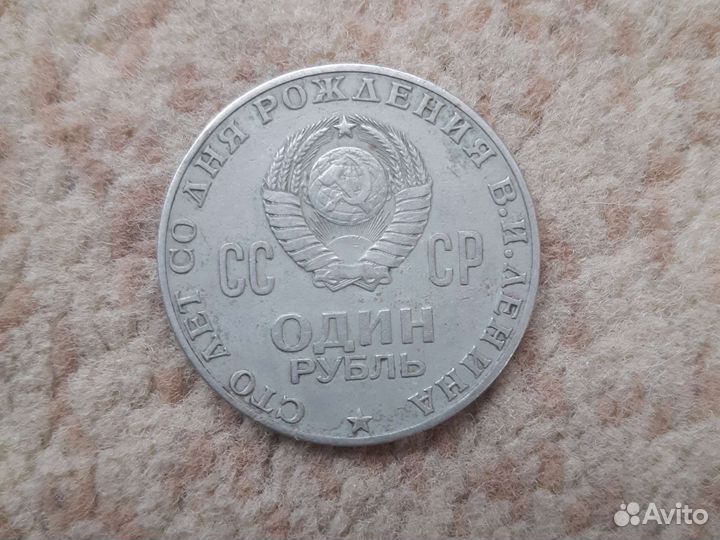 СТО ЛЕТ СО ДНЯ РОЖДЕНИЯ В.И.ЛЕНИНА
СС СР
ОДИН
РУБЛЬ
Avito